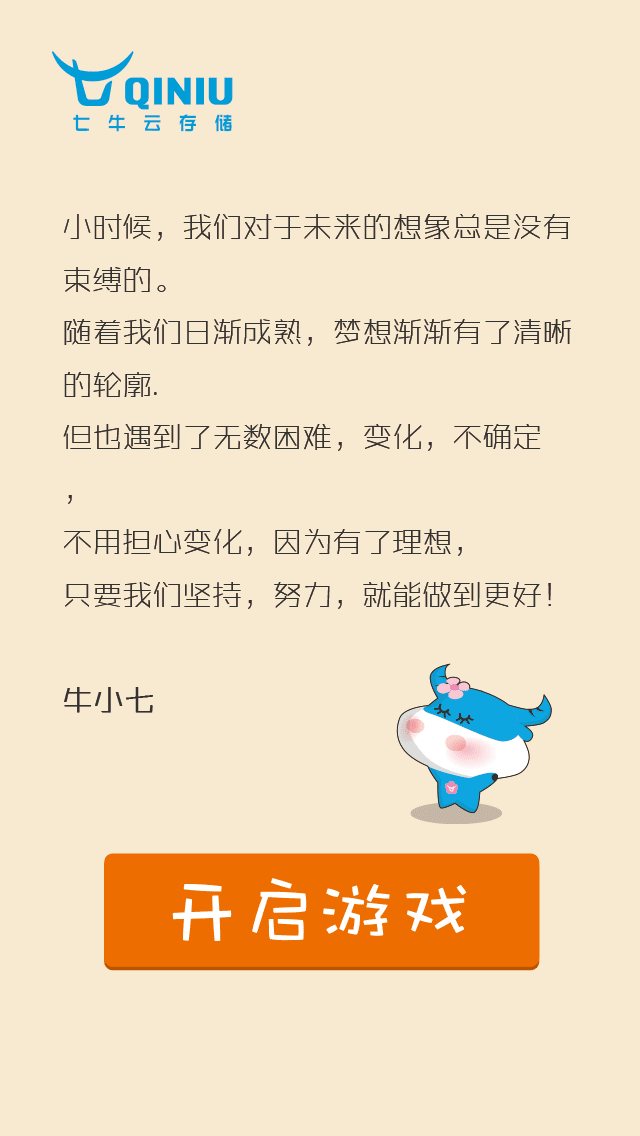 QINIU
七牛云存储
小时候，我们对于未来的想象总是没有
束缚的。
随着我们日渐成熟，梦想渐渐有了清晰
的轮廓.
但也遇到了无数困难，变化，不确定
，
不用担心变化，因为有了理想，
只要我们坚持，努力，就能做到更好！
牛小七
开启游戏